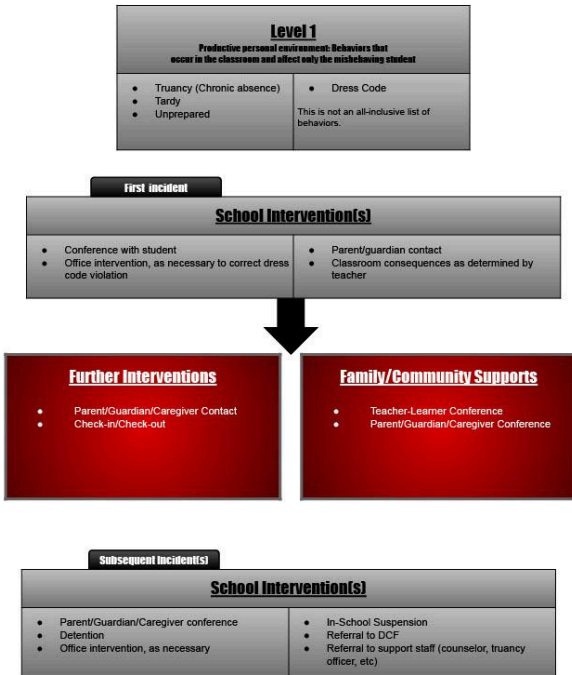 Level 1
Productive personal environment: Behaviors that
occur in the classroom and affect only the misbehaving student
● Truancy (Chronic absence)
● Tardy
● Unprepared
● Dress Code
This is not an all-inclusive list of
behaviors.
First incident
School Intervention(s)
● Conference with student
● Office intervention, as necessary to correct dress
code violation
● Parent/guardian contact
● Classroom consequences as determined by
teacher
Further Interventions
● Parent/Guardian/Caregiver Contact
● Check-in/Check-out
Family/Community Supports
● Teacher-Learner Conference
● Parent/Guardian/Caregiver Conference
Subsequent Incident(s)
School Intervention(s)
● Parent/Guardian/Caregiver conference
● Detention
● Office intervention, as necessary
● In-School Suspension
● Referral to DCF
● Referral to support staff (counselor, truancy
officer, etc)